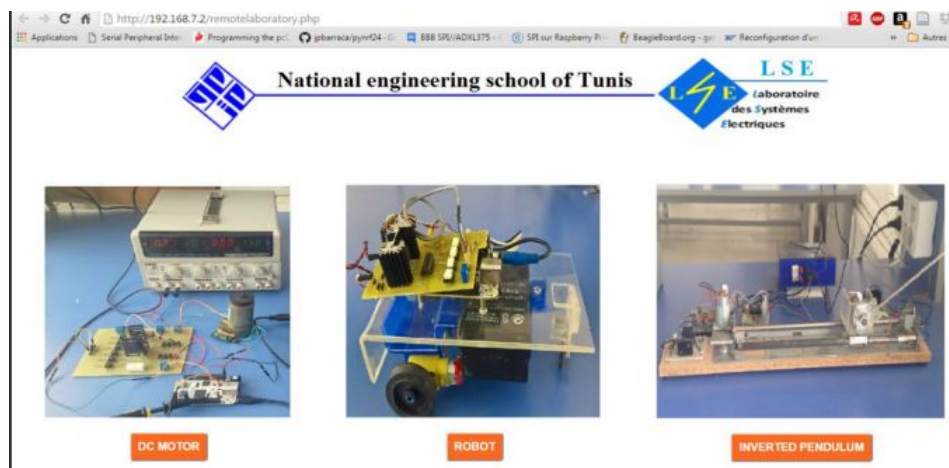 http://192.168.7.2/remotelaboratory.php
Applications Serial Peripheral Inter Programming the pc jpbarraca/pynrf24 - G BBB SPI//ADXL375 - SPI sur Raspberry Pi - BeagleBoard.org - Reconfiguration d'un » Autres
National engineering school of Tunis
L S E
L S E
Laboratoire
des Systèmes
Electriques
DC MOTOR
ROBOT
INVERTED PENDULUM